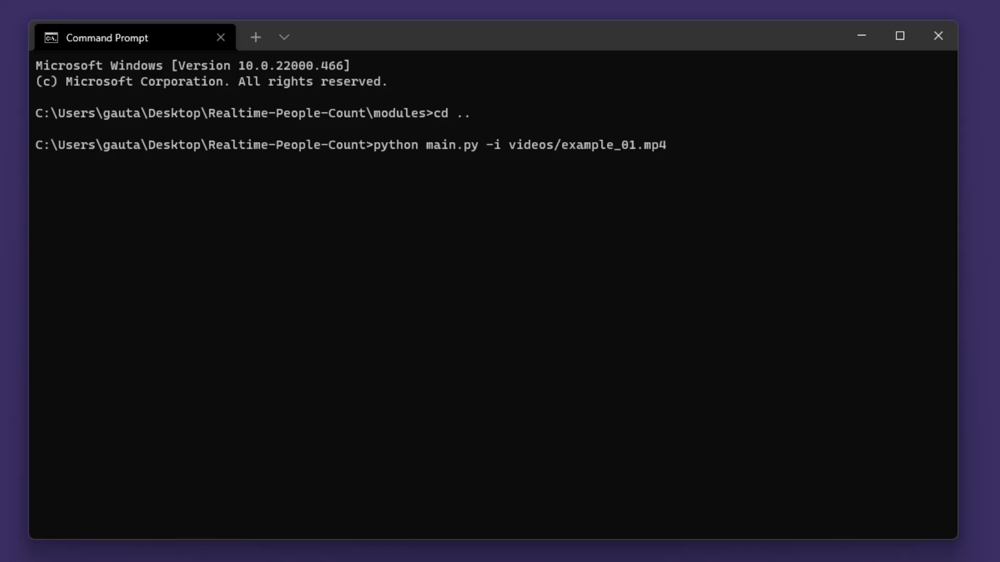 Command Prompt
Microsoft Windows [Version 10.0.22000.466]
(c) Microsoft Corporation. All rights reserved.
C:\Users\gauta\Desktop\Realtime-People-Count\modules>cd ..
C:\Users\gauta\Desktop\Realtime-People-Count>python main.py -i videos/example_01.mp4